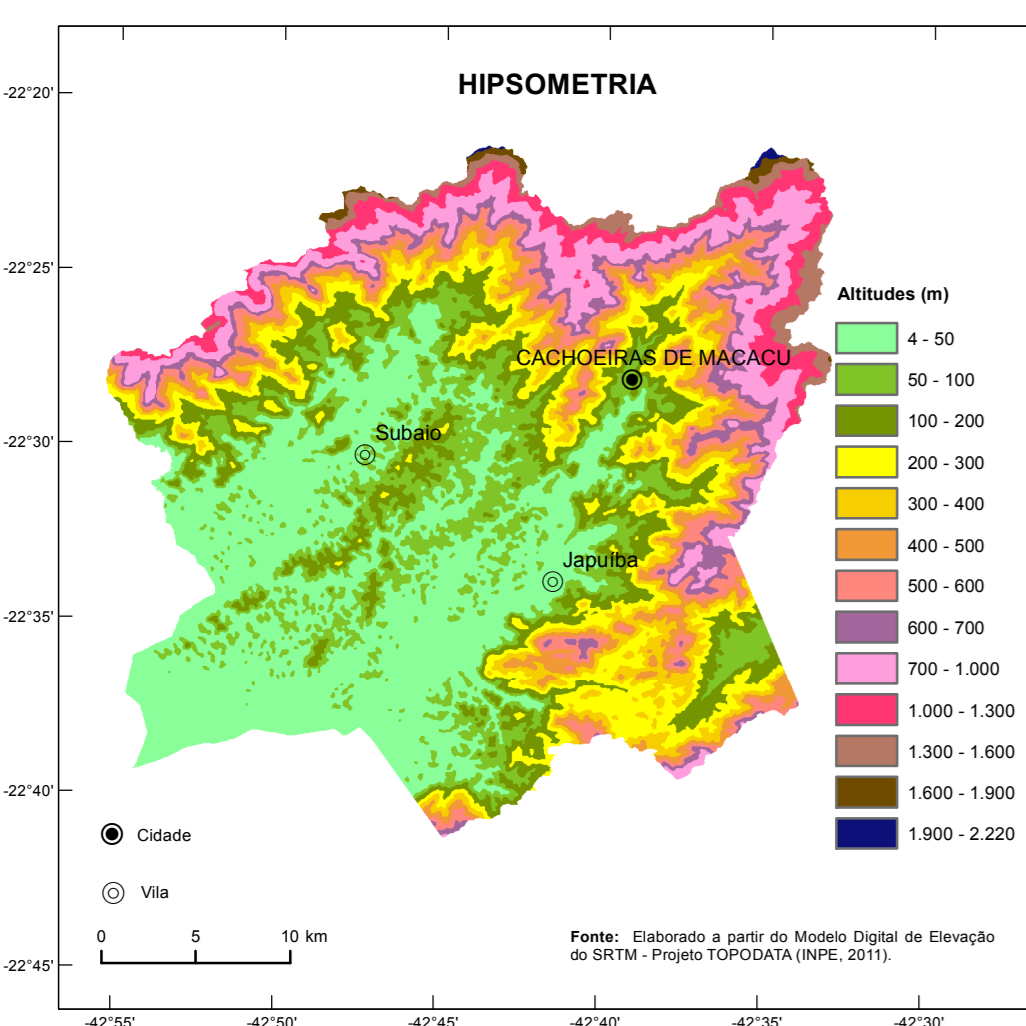 HIPSOMETRIA
-22°20'
-22°25'
-22°30'
-22°35'
-22°40'
-22°45'
CACHOEIRAS DE MACACU
Subaio
Japuíba
Altitudes (m)
4 - 50
50 - 100
100 - 200
200 - 300
300 - 400
400 - 500
500 - 600
600 - 700
700 - 1.000
1.000 - 1.300
1.300 - 1.600
1.600 - 1.900
1.900 - 2.220
Cidade
Vila
0 5 10 km
Fonte: Elaborado a partir do Modelo Digital de Elevação
do SRTM - Projeto TOPODATA (INPE, 2011).
-42°55' -42°50' -42°45' -42°40' -42°35' -42°30'